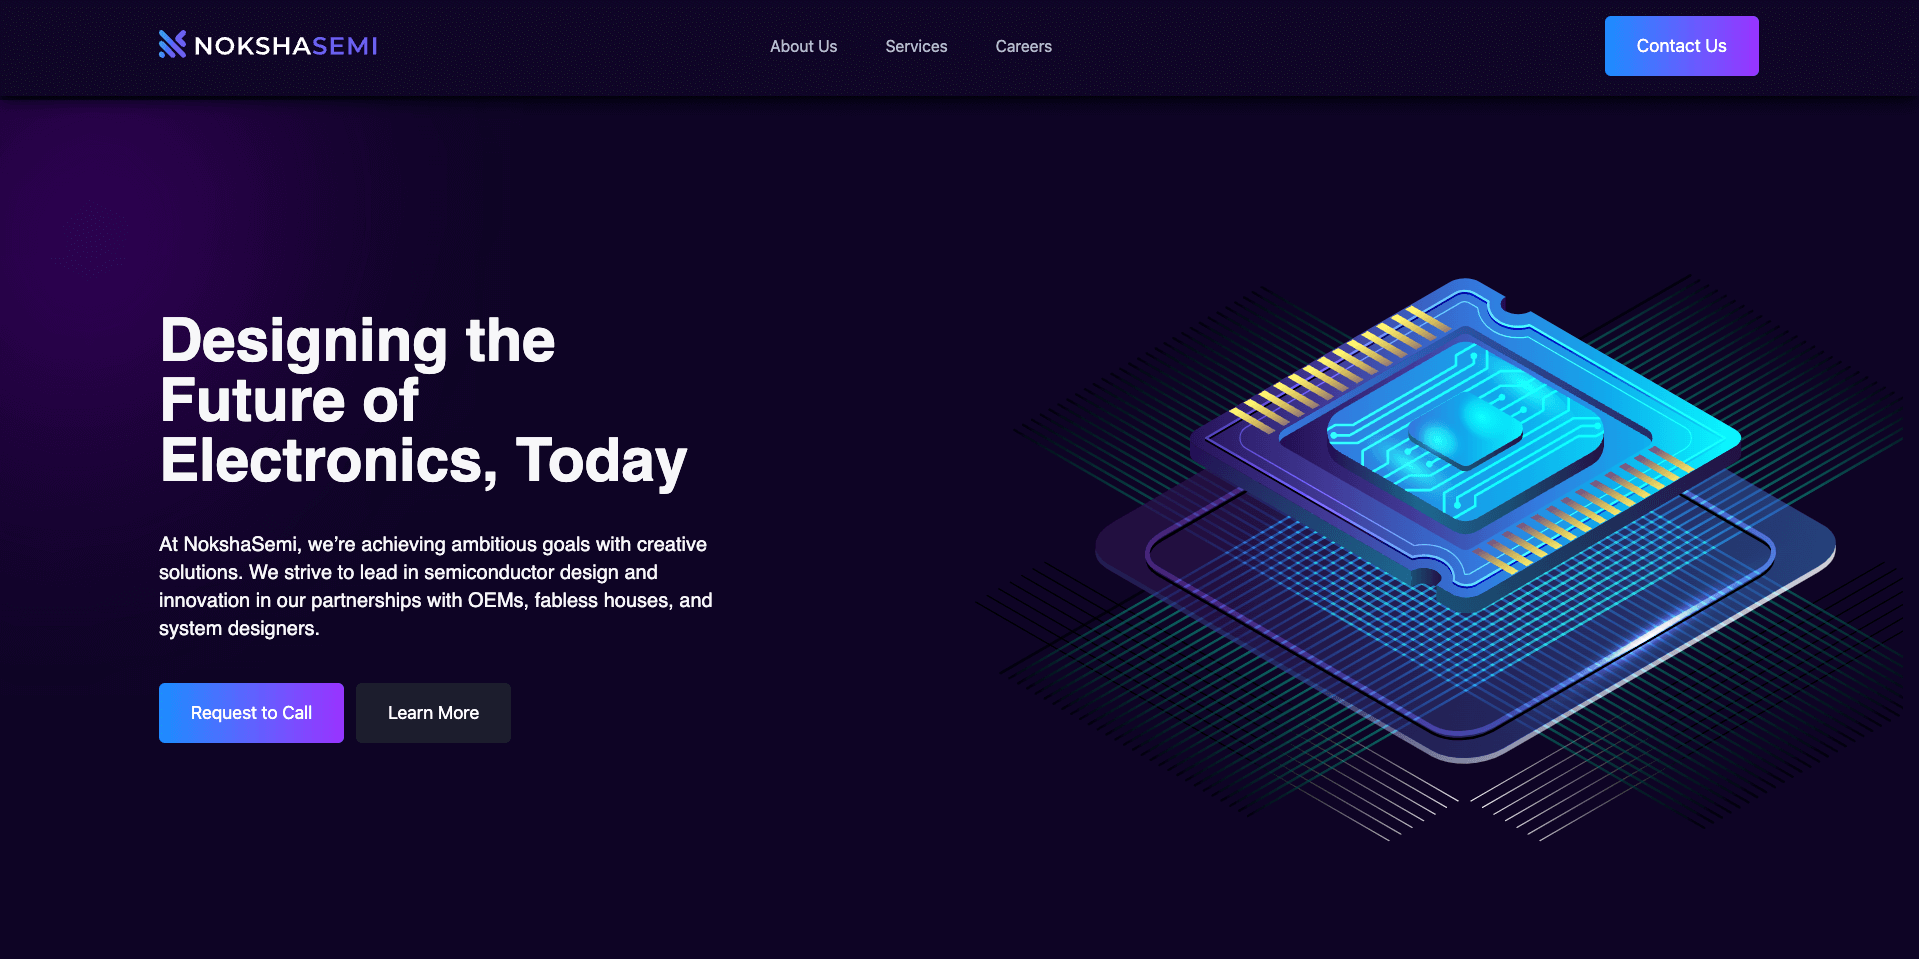 NOKSHASEMI
About Us
Services
Careers
Contact Us
Designing the
Future of
Electronics, Today
At NokshaSemi, we’re achieving ambitious goals with creative
solutions. We strive to lead in semiconductor design and
innovation in our partnerships with OEMs, fabless houses, and
system designers.
Request to Call
Learn More